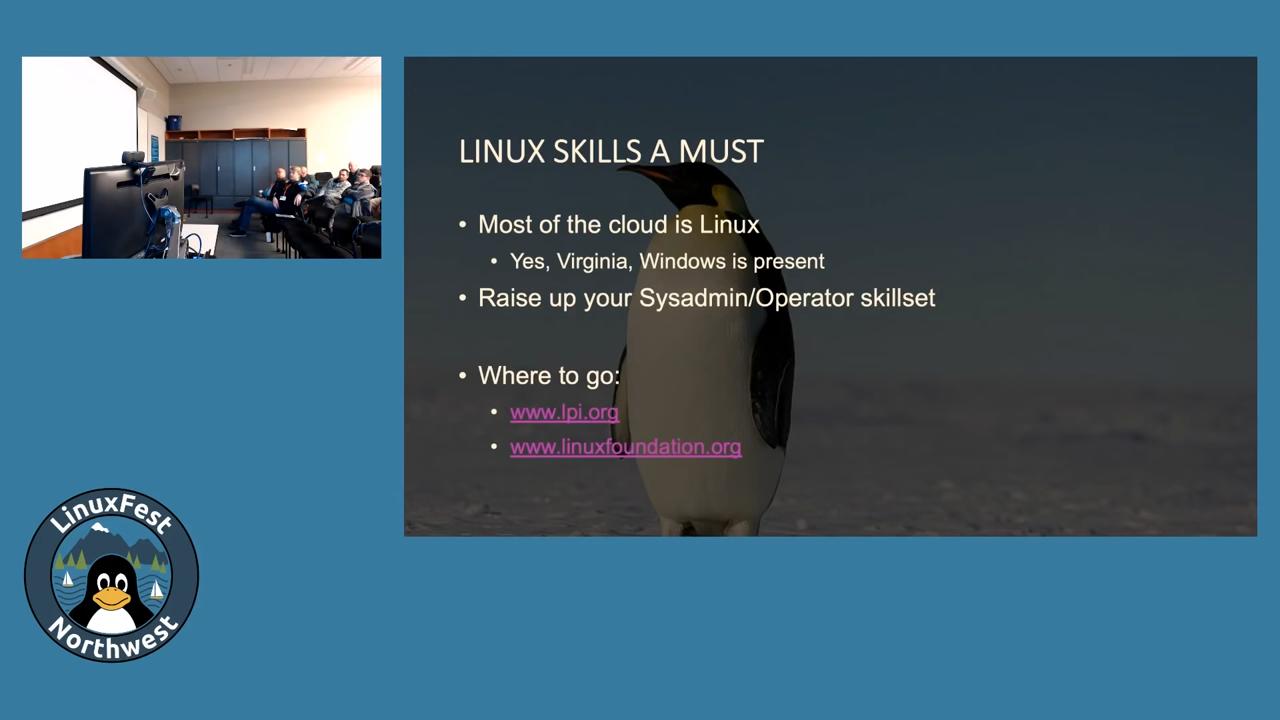 LINUX SKILLS A MUST
• Most of the cloud is Linux
• Yes, Virginia, Windows is present
• Raise up your Sysadmin/Operator skillset
• Where to go:
• www.lpi.org
• www.linuxfoundation.org
LinuxFest
Northwest